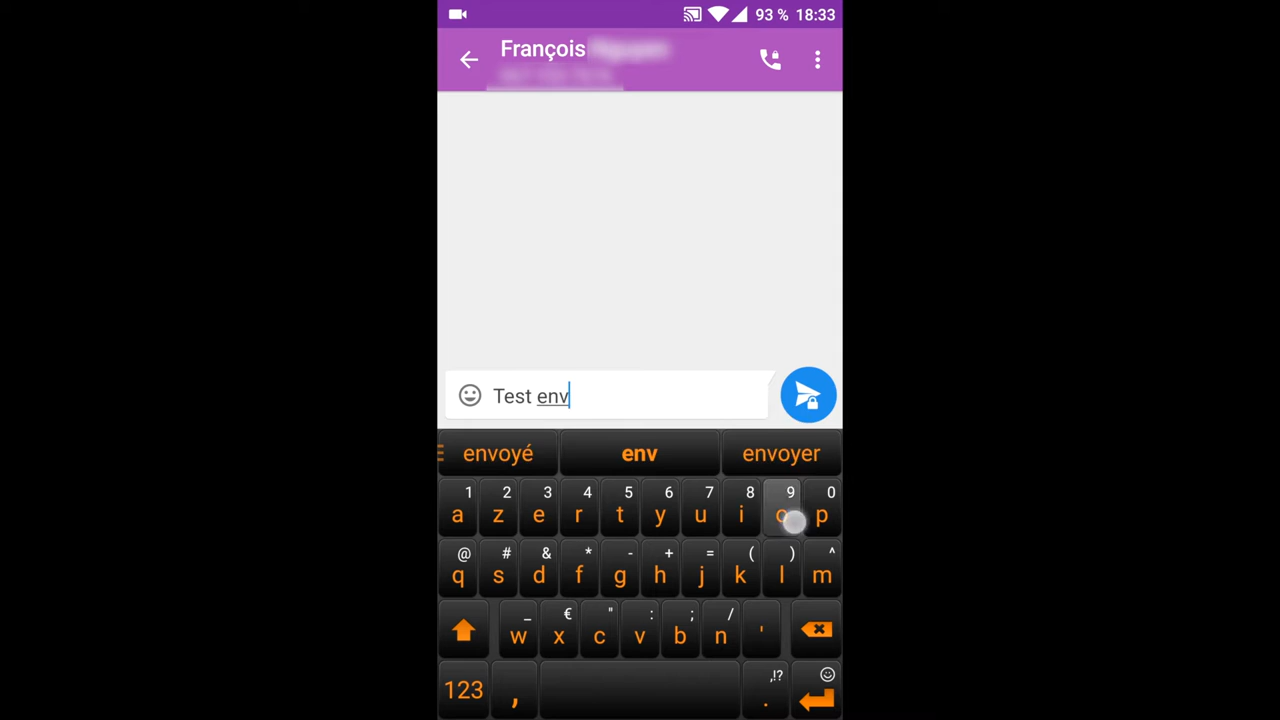 93 % 18:33
François
Test env
envoyé env envoyer
1 2 3 4 5 6 7 8 9 0
a z e r t y u i o p
@ # & * - + = ( ) ^
q s d f g h j k l m
_ € " : ; /
w x c v b n '
,!?
123 , .